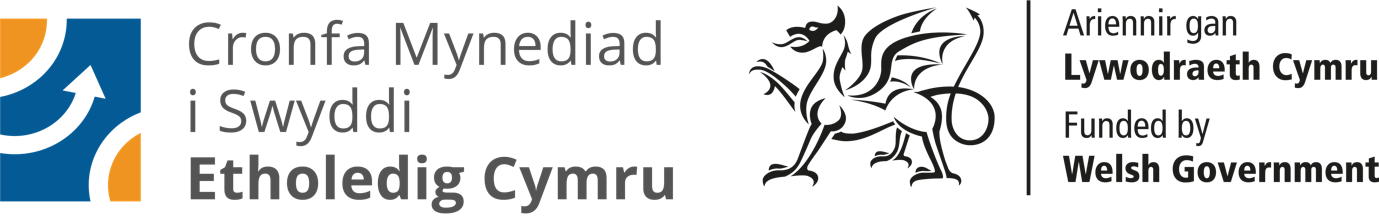 Cronfa Mynediad
i Swyddi
Etholedig Cymru
Ariennir gan
Lywodraeth Cymru
Funded by
Welsh Government